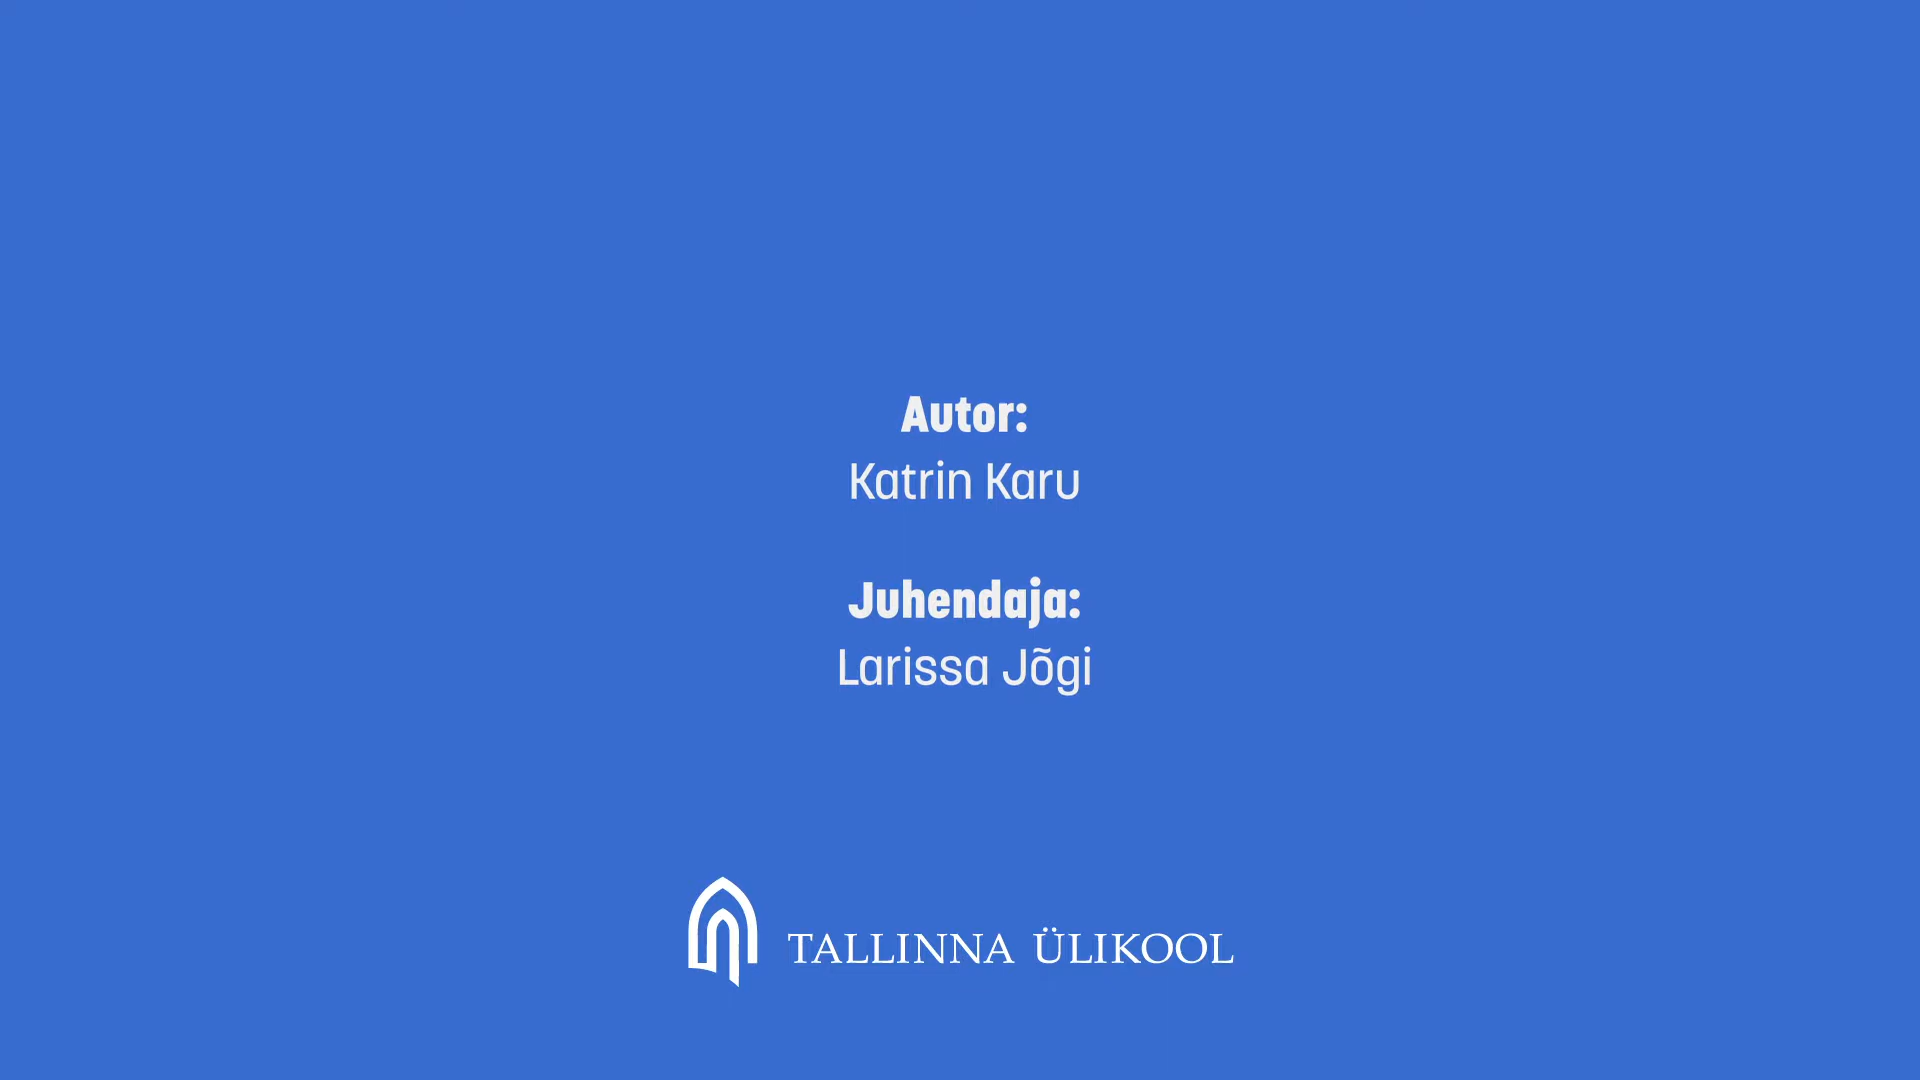 Autor:
Katrin Karu
Juhendaja:
Larissa Jõgi
TALLINNA ÜLIKOOL